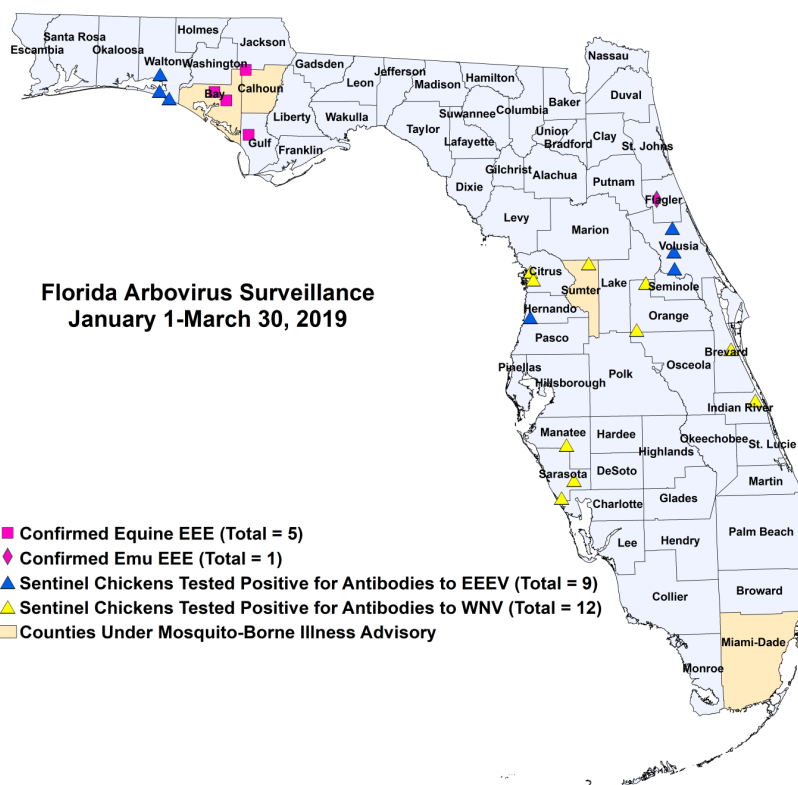 Holmes
Jackson
Santa Rosa
Escambia
Okaloosa
Walton
Washington
Gadsden
Bay
Calhoun
Leon
Jefferson
Madison
Hamilton
Liberty
Wakulla
Gulf
Franklin
Taylor
Suwannee
Lafayette
Columbia
Baker
Nassau
Duval
Union
Bradford
Clay
St. Johns
Gilchrist
Alachua
Dixie
Putnam
Flagler
Levy
Marion
Volusia
Citrus
Sumter
Lake
Seminole
Hernando
Orange
Pasco
Brevard
Pinellas
Hillsborough
Polk
Osceola
Indian River
Manatee
Hardee
Okeechobee
St. Lucie
Highlands
Sarasota
DeSoto
Martin
Charlotte
Glades
Palm Beach
Lee
Hendry
Collier
Broward
Miami-Dade
Monroe
Florida Arbovirus Surveillance
January 1-March 30, 2019
Confirmed Equine EEE (Total = 5)
Confirmed Emu EEE (Total = 1)
Sentinel Chickens Tested Positive for Antibodies to EEEV (Total = 9)
Sentinel Chickens Tested Positive for Antibodies to WNV (Total = 12)
Counties Under Mosquito-Borne Illness Advisory